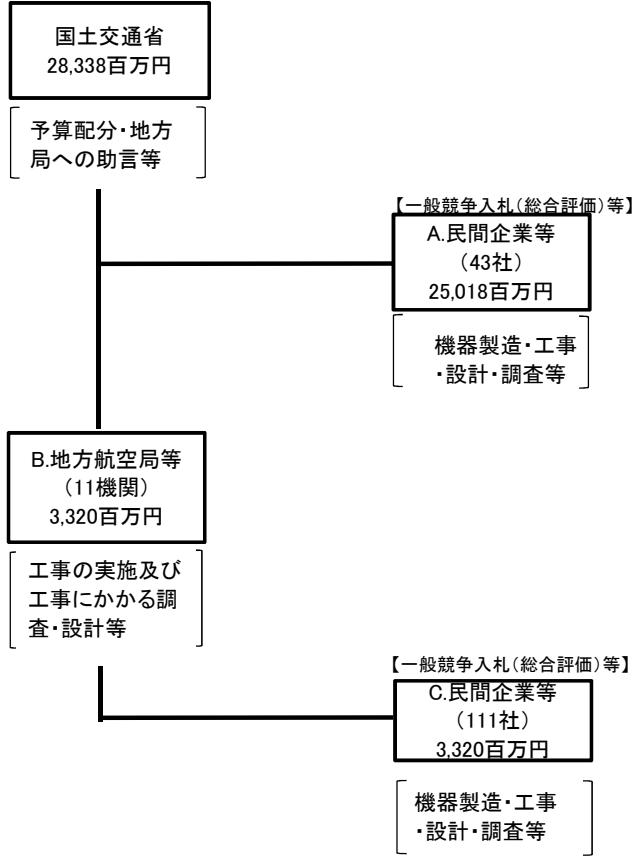 国土交通省
28,338百万円
予算配分・地方
局への助言等
【一般競争入札(総合評価)等】
A.民間企業等
(43社)
25,018百万円
機器製造・工事
・設計・調査等
B.地方航空局等
(11機関)
3,320百万円
工事の実施及び
工事にかかる調
査・設計等
【一般競争入札(総合評価)等】
C.民間企業等
(111社)
3,320百万円
機器製造・工事
・設計・調査等